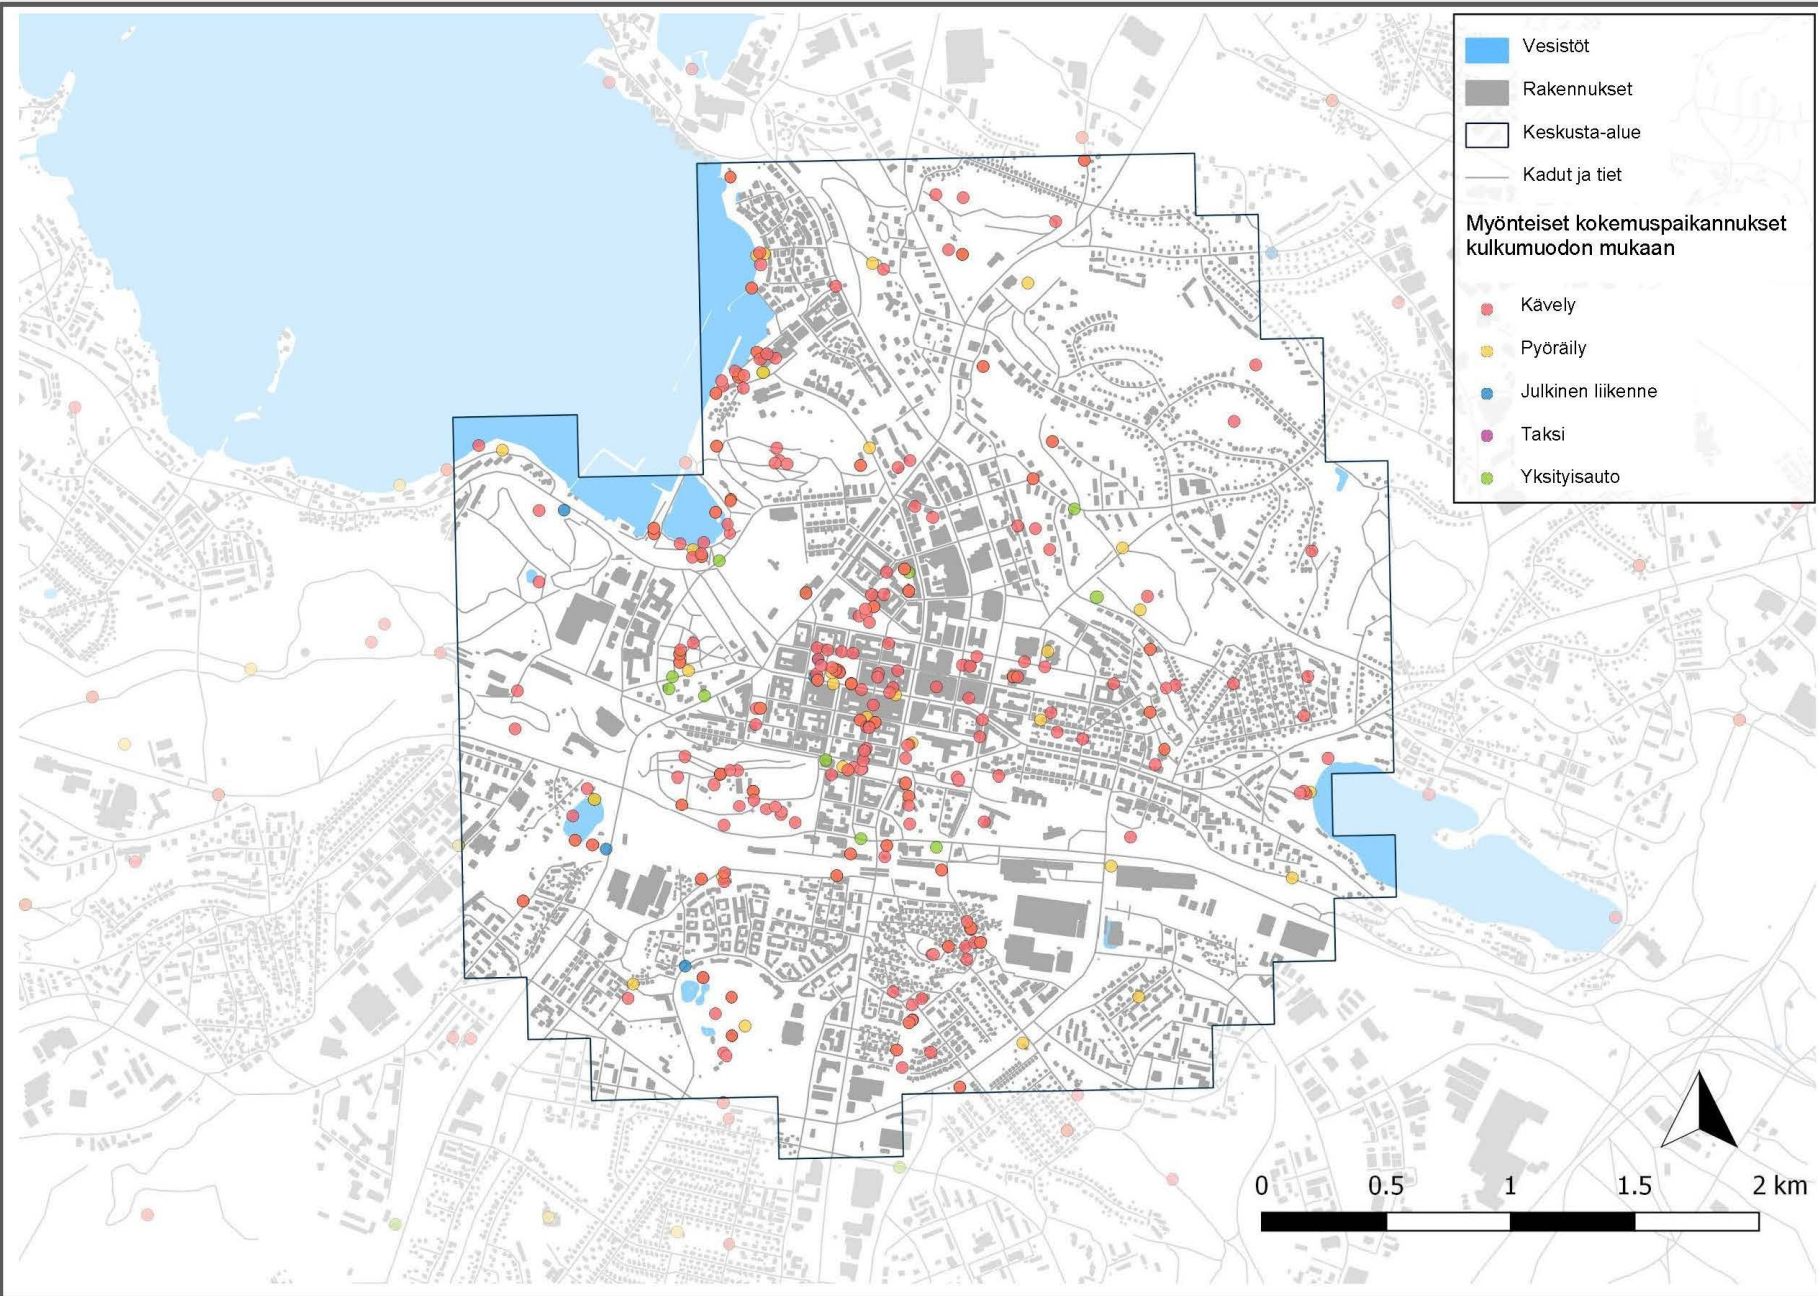 Vesistöt
Rakennukset
Keskusta-alue
Kadut ja tiet
Myönteiset kokemuspaikannukset
kulkumuodon mukaan
Kävely
Pyöräily
Julkinen liikenne
Taksi
Yksityisauto
0 0.5 1 1.5 2 km